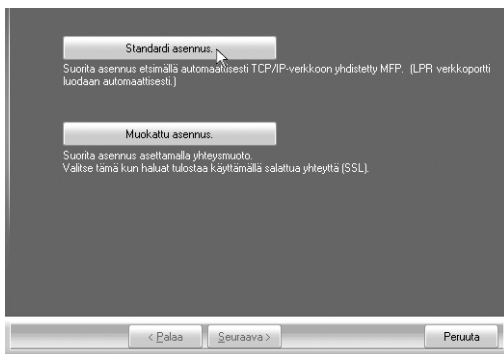 Standardi asennus.
Suorita asennus etsimällä automaattisesti TCP/IP-verkkoon yhdistetty MFP. (LPR verkkoportti
luodaan automaattisesti.)
Muokattu asennus.
Suorita asennus asettamalla yhteysmuoto.
Valitse tämä kun haluat tulostaa käyttämällä salattua yhteyttä (SSL).
< Palaa
Seuraava >
Peruuta